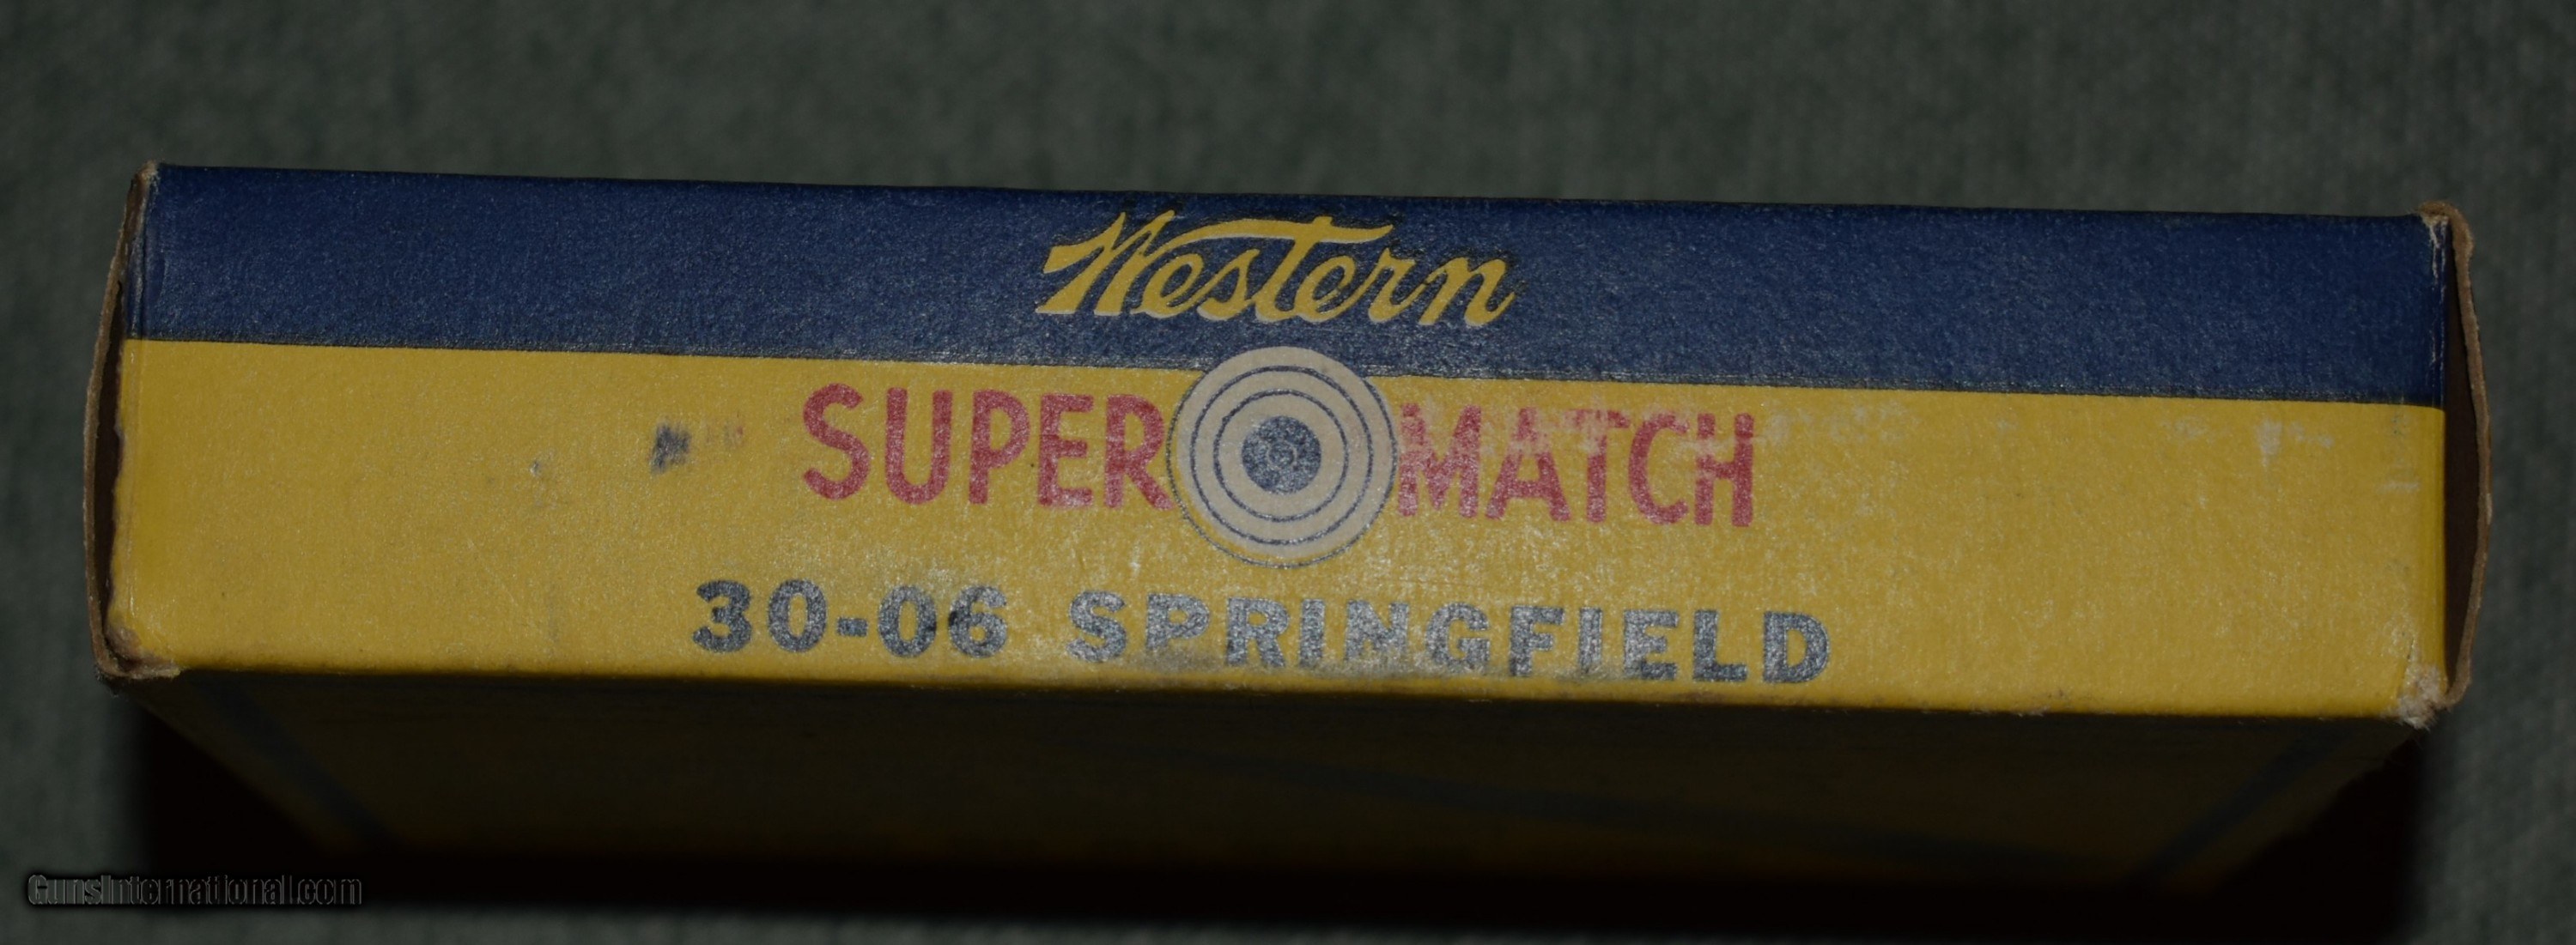 Western
SUPER MATCH
30-06 SPRINGFIELD
GunsInternational.com